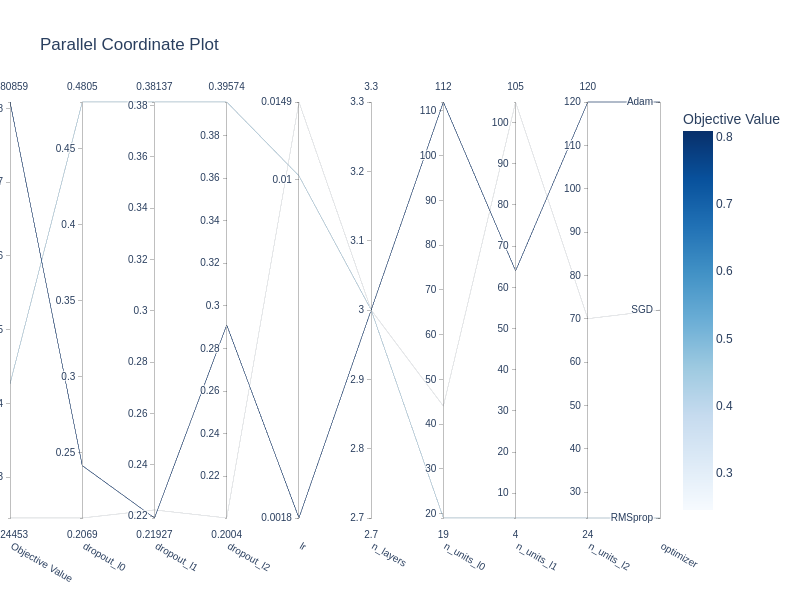 Parallel Coordinate Plot
80859 0.4805 0.38137 0.39574 3.3 112 105 120
0.0149 3.3 120 Adam
0.38
110
Objective Value
0.8
0.45 0.36 0.38 3.2 100 100 110
0.36 0.01 90 100
0.4 0.34 0.34 3.1 90 80 90 0.7
0.32 0.32 80 70 80 0.6
0.35 0.3 0.3 3 70 60 70 SGD
0.28 0.28 60 50 60 0.5
0.3 0.26 0.26 2.9 50 40 50 0.4
0.25 0.24 0.24 2.8 40 30 40
0.22 30 20 30 0.3
0.22 0.0018 2.7 20 10 RMSprop
24453 0.2069 0.21927 0.2004 2.7 19 4 24
Objective Value dropout_l0 dropout_l1 dropout_l2 lr n_layers n_units_l0 n_units_l1 n_units_l2 optimizer